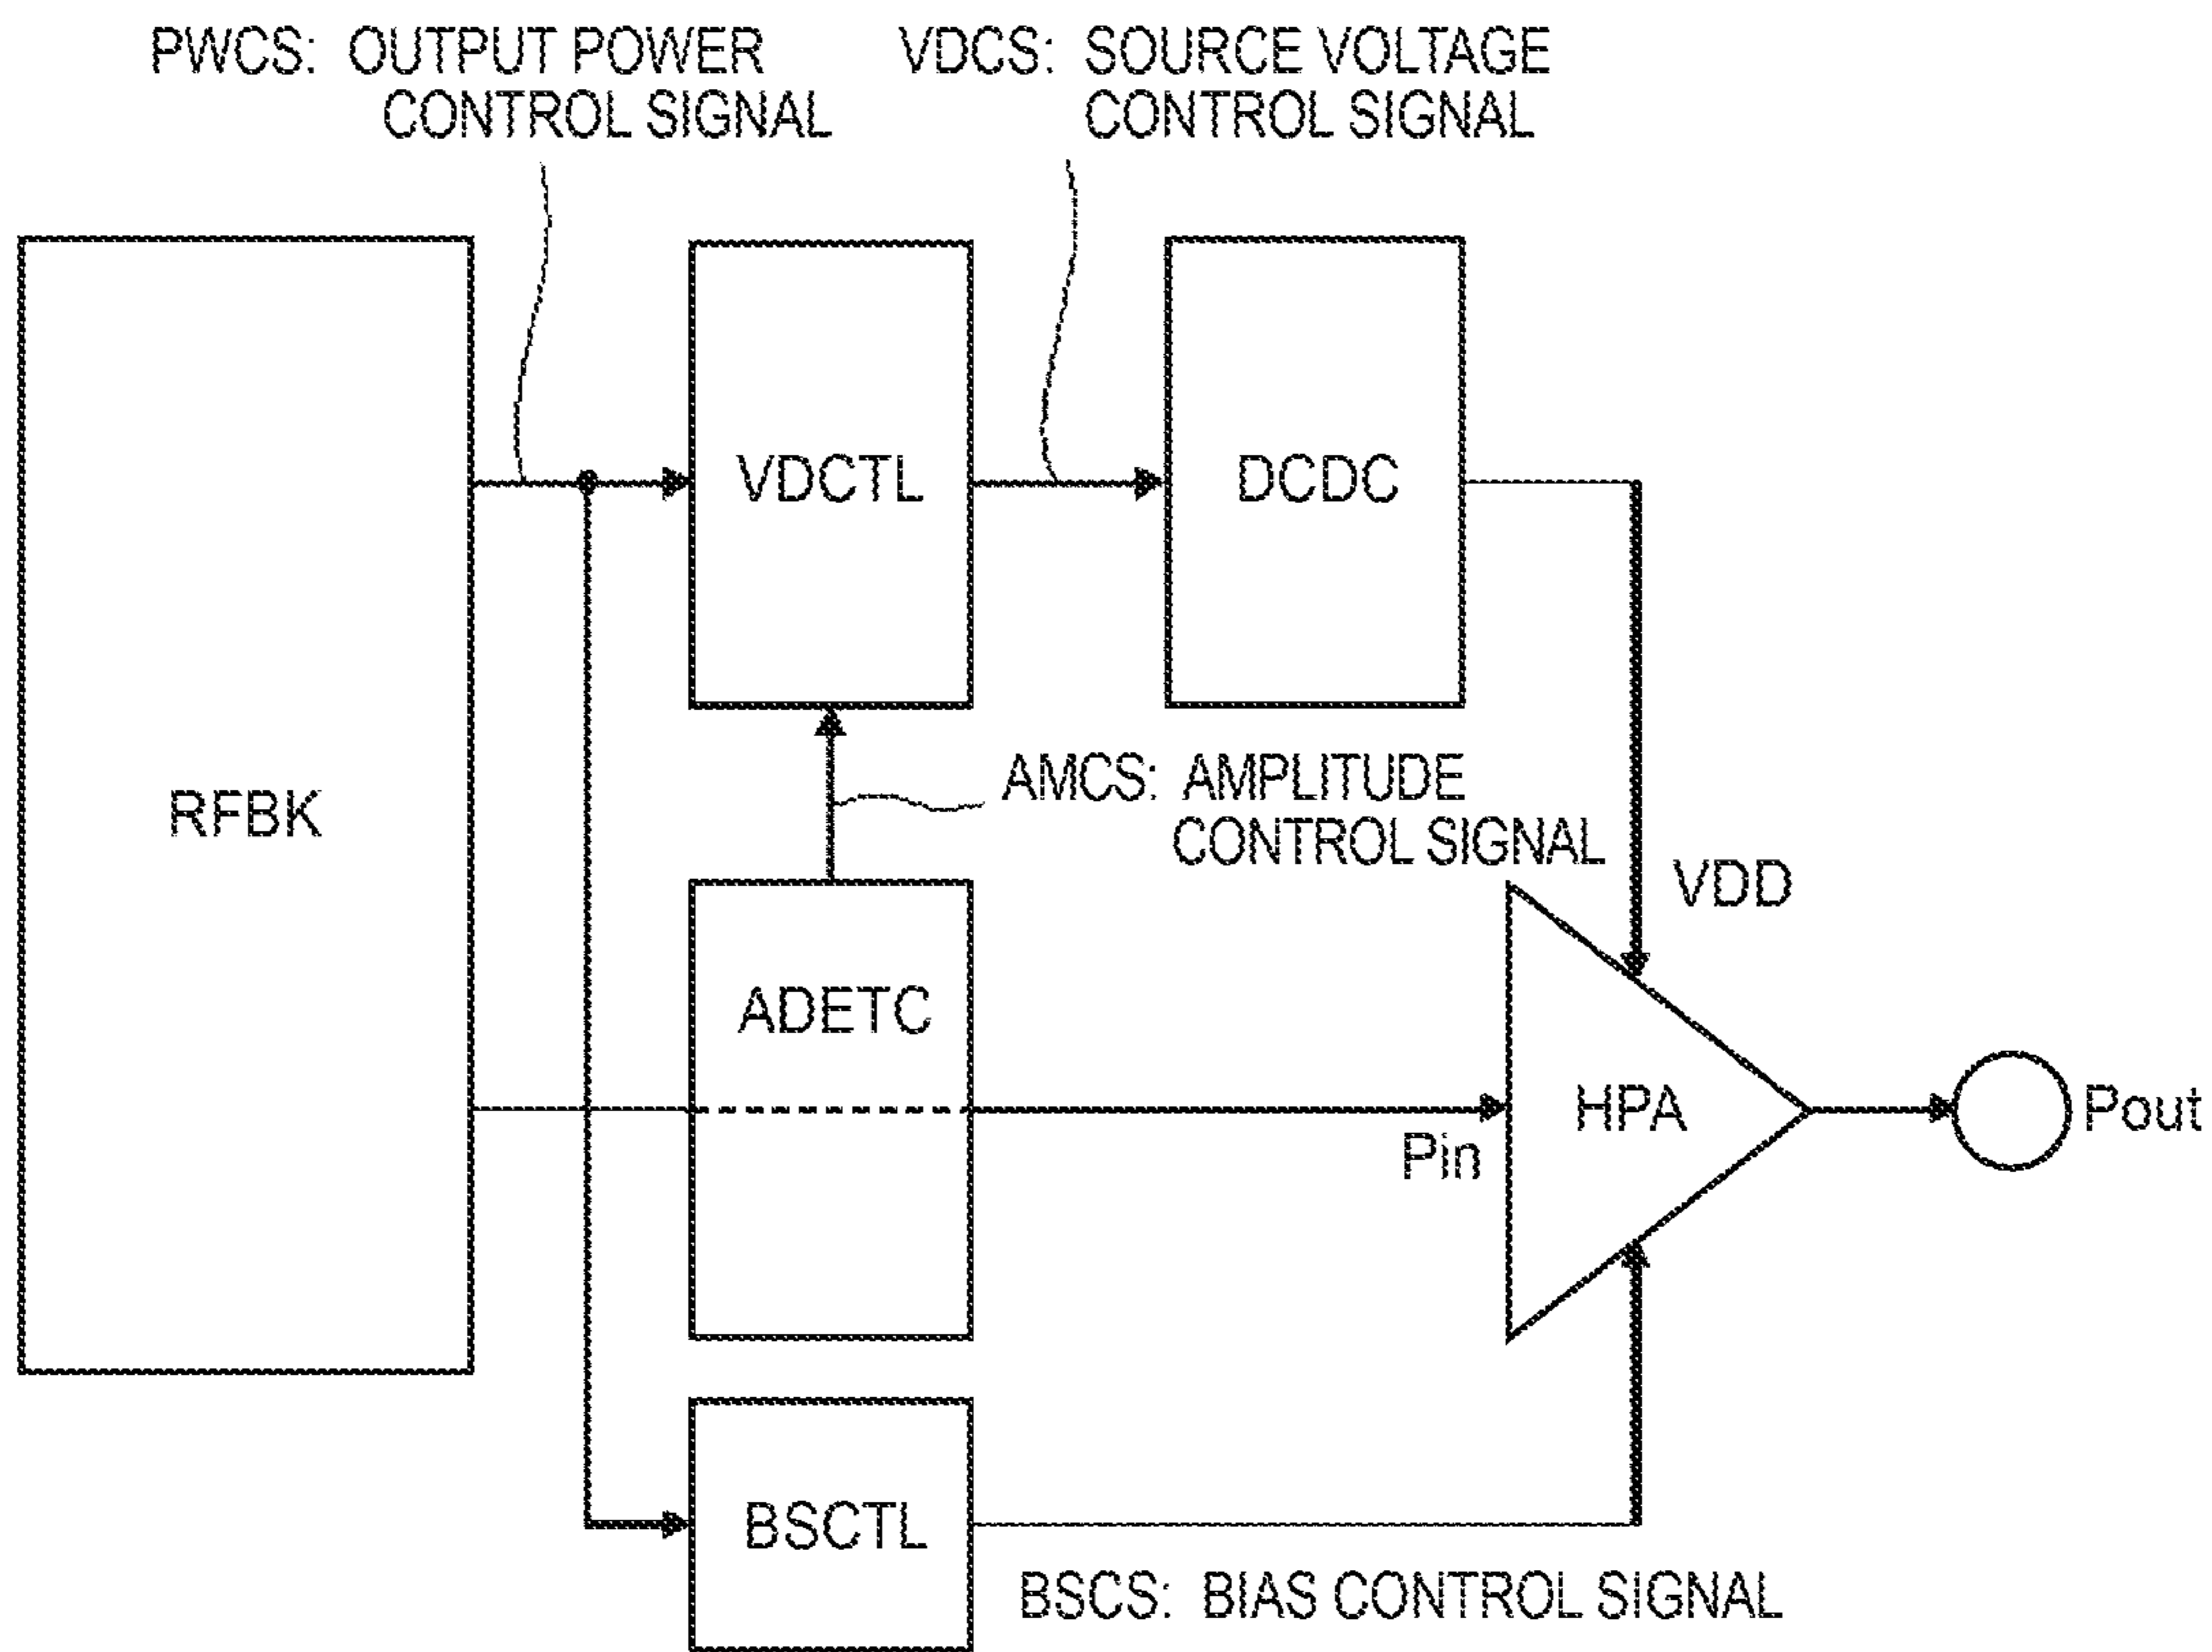 PWCS: OUTPUT POWER
CONTROL SIGNAL
VDCS: SOURCE VOLTAGE
CONTROL SIGNAL
VDCTL
DCDC
RFBK
AMCS: AMPLITUDE
CONTROL SIGNAL
VDD
ADETC
HPA
Pout
Pin
BSCTL
BSCS: BIAS CONTROL SIGNAL